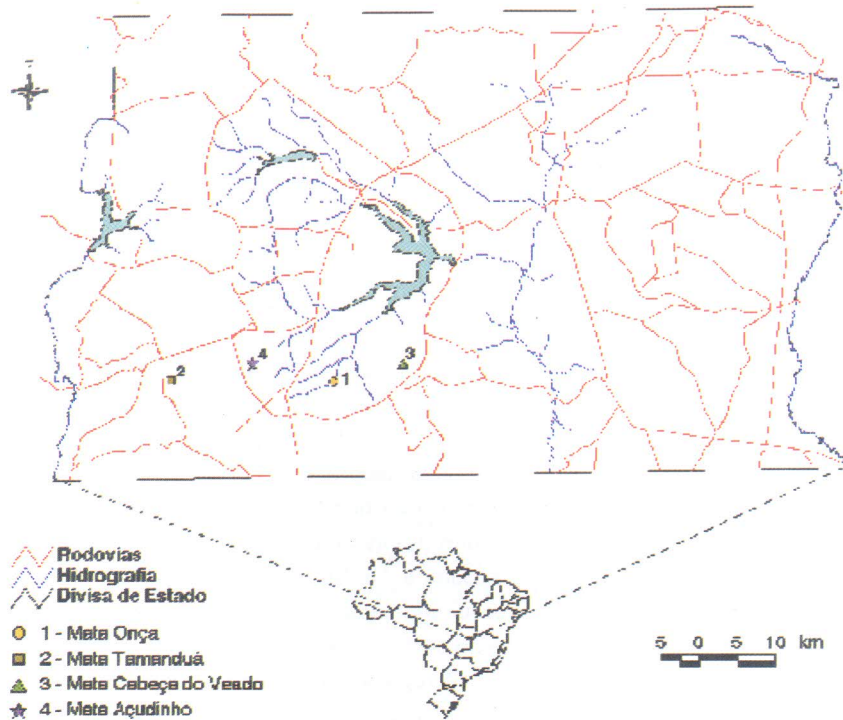 2
4
1
3
Rodovias
Hidrografia
Divisa de Estado
1 - Mata Onça
2 - Mata Tamanduá
3 - Mata Cabeça do Veado
4 - Mata Açudinho
5 0 5 10 km